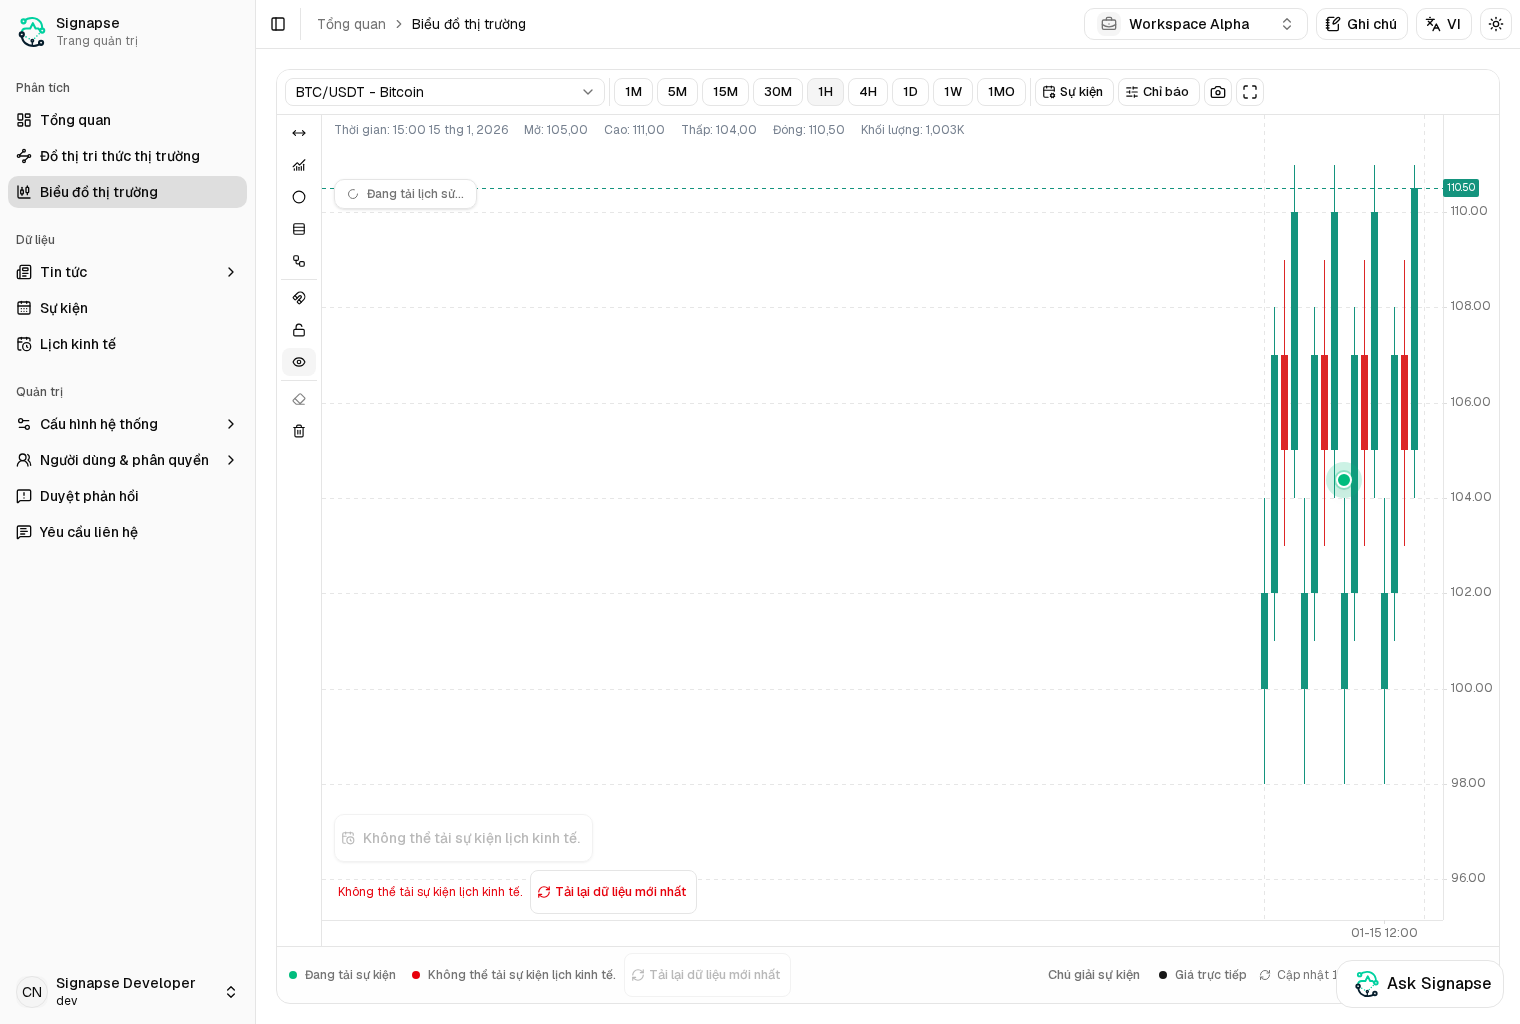 Signapse
Trang quản trị
Phân tích
Tổng quan
Đồ thị tri thức thị trường
Biểu đồ thị trường
Dữ liệu
Tin tức
Sự kiện
Lịch kinh tế
Quản trị
Cấu hình hệ thống
Người dùng & phân quyền
Duyệt phản hồi
Yêu cầu liên hệ
CN
Signapse Developer
dev
Tổng quan
Biểu đồ thị trường
Workspace Alpha
Ghi chú
VI
BTC/USDT - Bitcoin
1M
5M
15M
30M
1H
4H
1D
1W
1MO
Sự kiện
Chỉ báo
Thời gian: 15:00 15 thg 1, 2026 Mở: 105,00 Cao: 111,00 Thấp: 104,00 Đóng: 110,50 Khối lượng: 1,003K
Đang tải lịch sử...
110.50
110.00
108.00
106.00
104.00
102.00
100.00
98.00
96.00
01-15 12:00
Không thể tải sự kiện lịch kinh tế.
Không thể tải sự kiện lịch kinh tế.
Tải lại dữ liệu mới nhất
Đang tải sự kiện
Không thể tải sự kiện lịch kinh tế.
Tải lại dữ liệu mới nhất
Chú giải sự kiện
Giá trực tiếp
Cập nhật 1
Ask Signapse